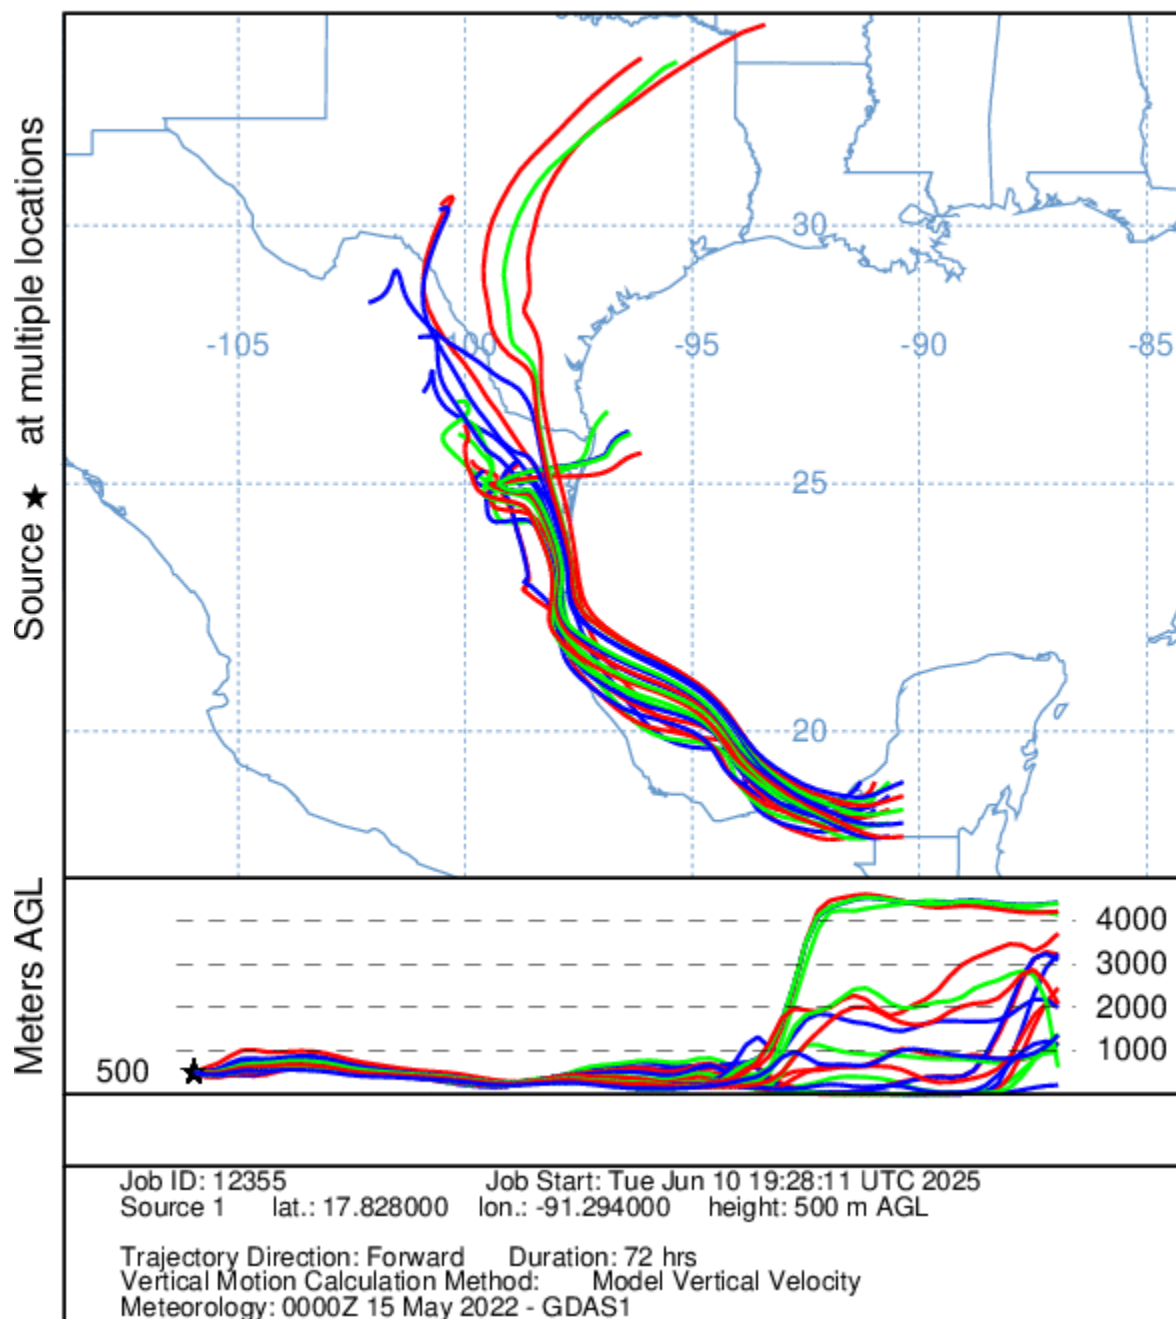 Source ★ at multiple locations
30
-105
-100
-95
-90
-85
25
20
Meters AGL
4000
3000
2000
1000
500
Job ID: 12355 Job Start: Tue Jun 10 19:28:11 UTC 2025
Source 1 lat.: 17.828000 lon.: -91.294000 height: 500 m AGL
Trajectory Direction: Forward Duration: 72 hrs
Vertical Motion Calculation Method: Model Vertical Velocity
Meteorology: 0000Z 15 May 2022 - GDAS1